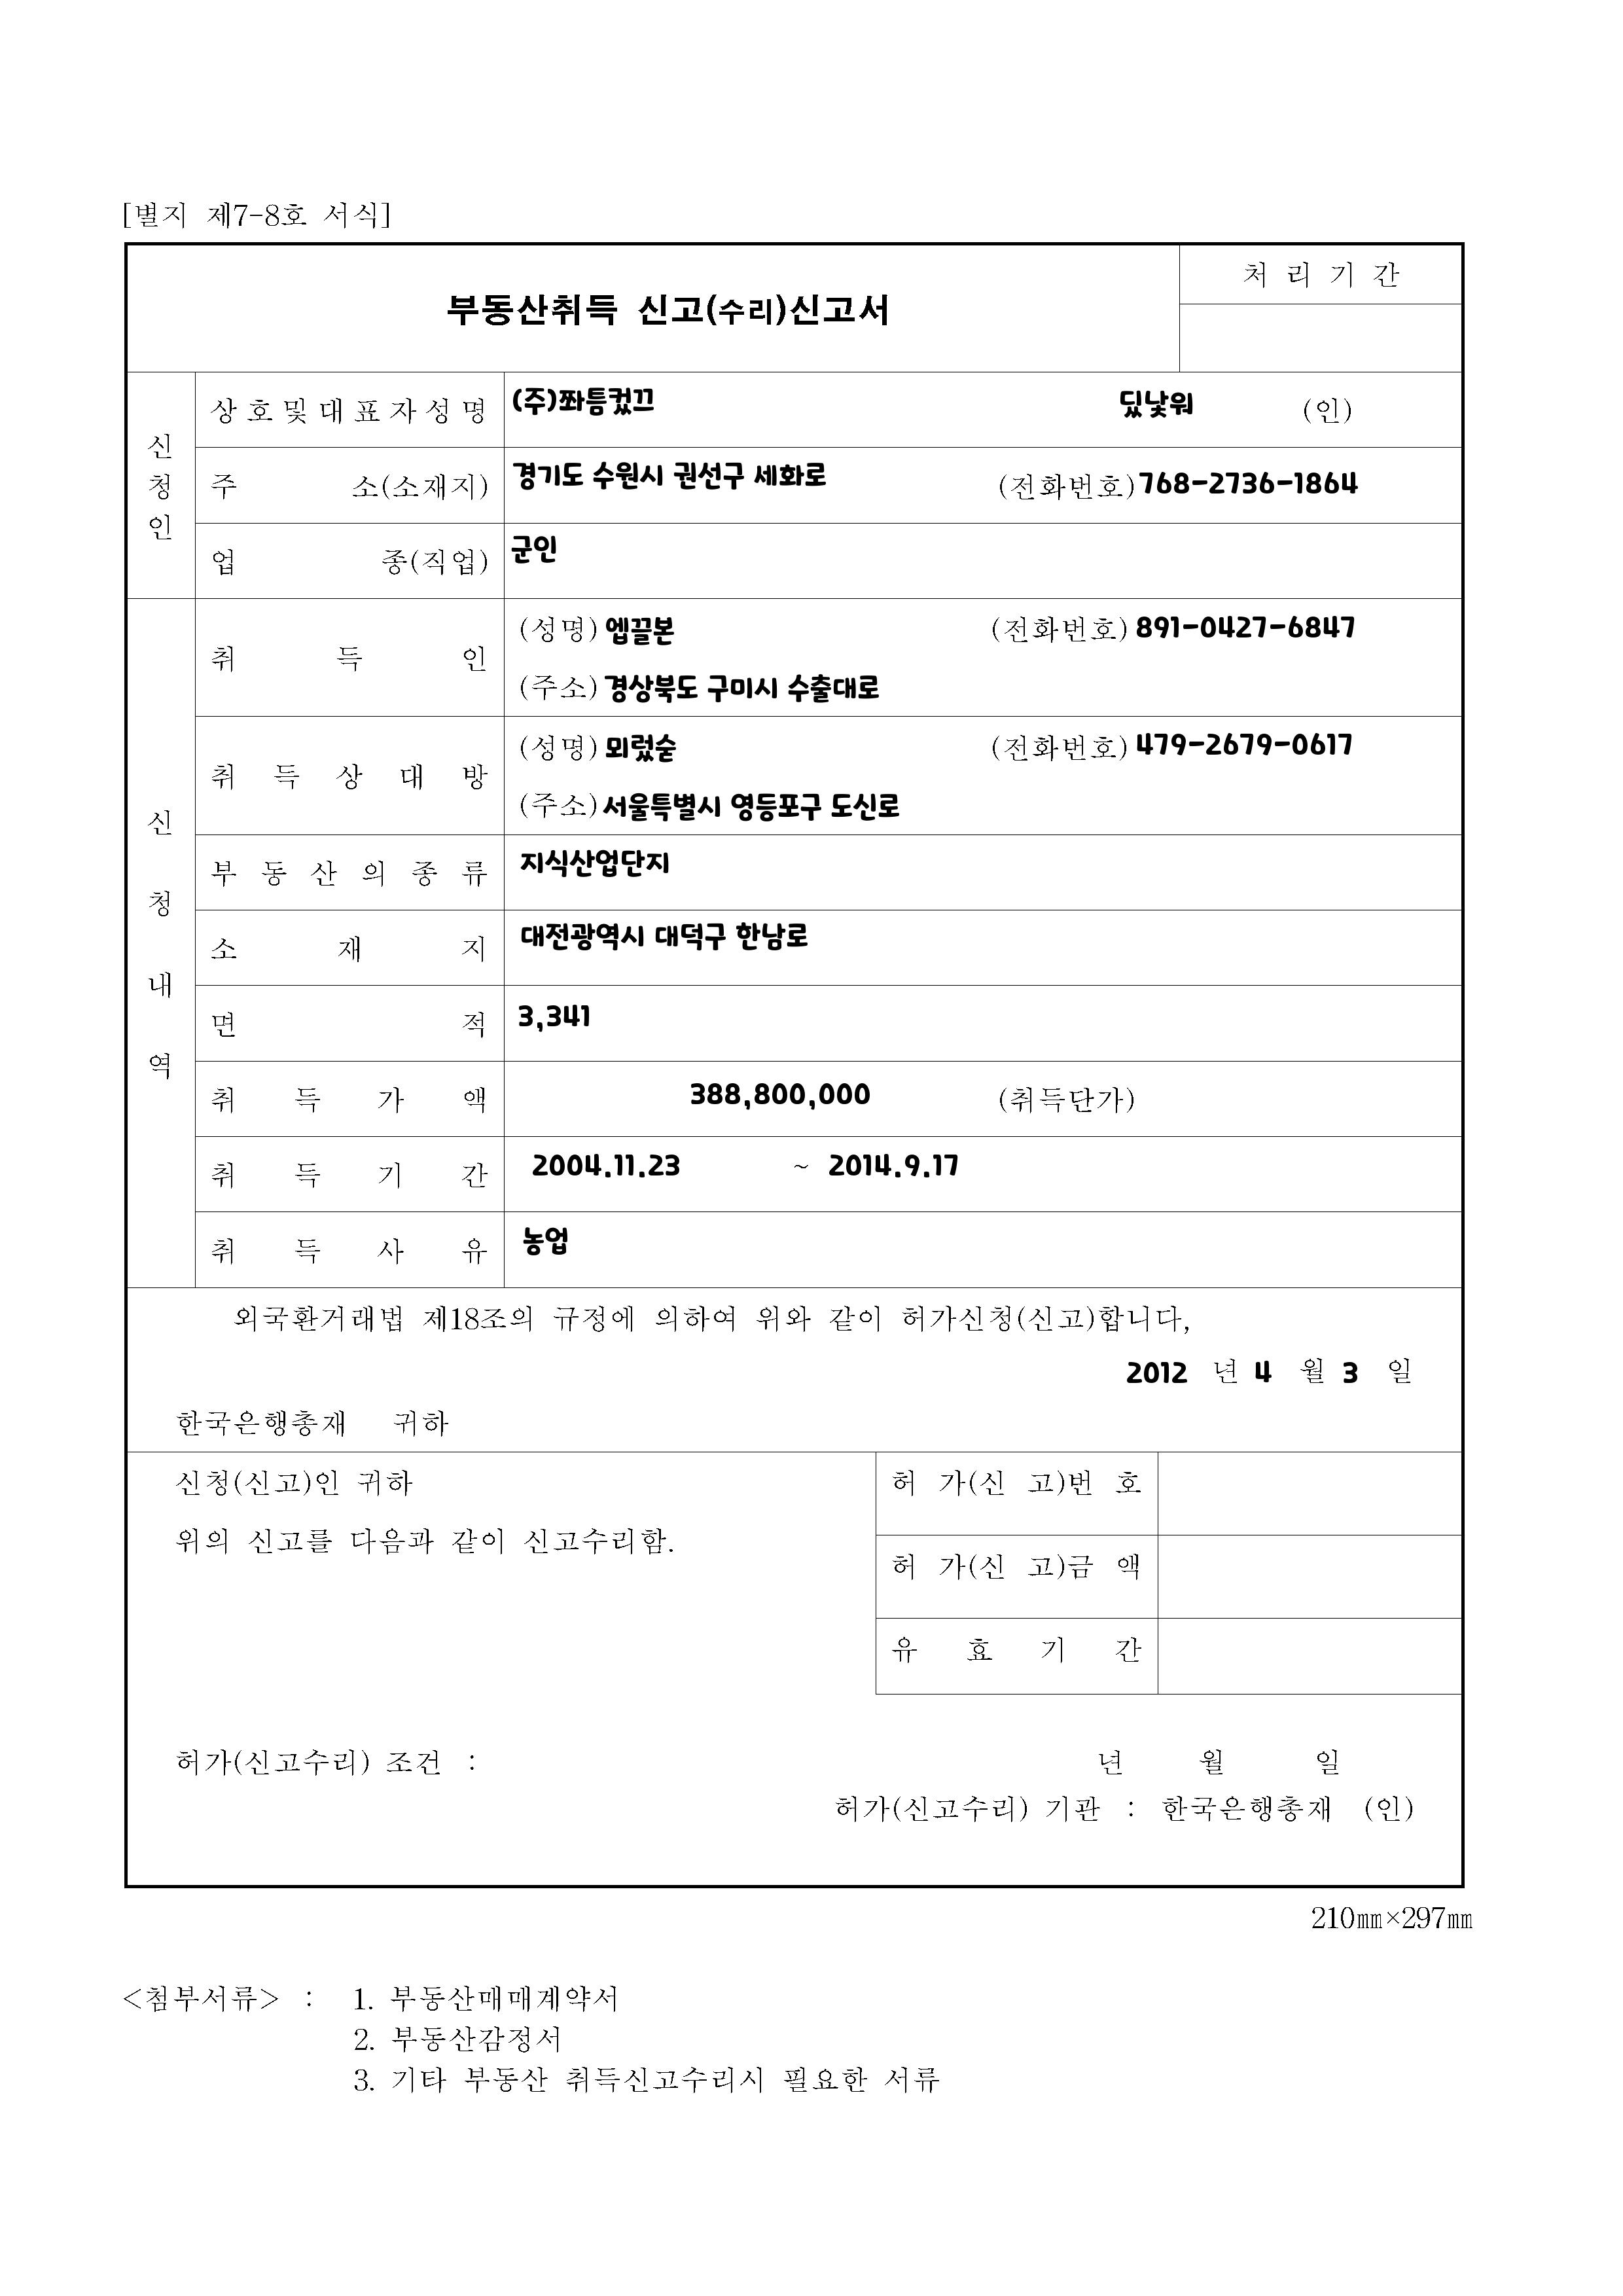 [별지 제7-8호 서식]
부동산취득 신고(수리)신고서
처 리 기 간
신청인
상호및대표자성명 (주)쫘틈컸끄 딨낯워 (인)
주 소(소재지) 경기도 수원시 권선구 세화로 (전화번호) 768-2736-1864
업 종(직업) 군인
신청내역
취 득 인 (성명) 엡끌본 (전화번호) 891-0427-6847
(주소) 경상북도 구미시 수출대로
취 득 상 대 방 (성명) 뫼렀숟 (전화번호) 479-2679-0617
(주소) 서울특별시 영등포구 도신로
부 동 산 의 종 류 지식산업단지
소 재 지 대전광역시 대덕구 한남로
면 적 3,341
취 득 가 액 388,800,000 (취득단가)
취 득 기 간 2004.11.23 ~ 2014.9.17
취 득 사 유 농업
외국환거래법 제18조의 규정에 의하여 위와 같이 허가신청(신고)합니다,
2012 년 4 월 3 일
한국은행총재 귀하
신청(신고)인 귀하
위의 신고를 다음과 같이 신고수리함.
허 가(신 고)번 호
허 가(신 고)금 액
유 효 기 간
허가(신고수리) 조건 :
년 월 일
허가(신고수리) 기관 : 한국은행총재 (인)
210㎜×297㎜
<첨부서류> : 1. 부동산매매계약서
2. 부동산감정서
3. 기타 부동산 취득신고수리시 필요한 서류